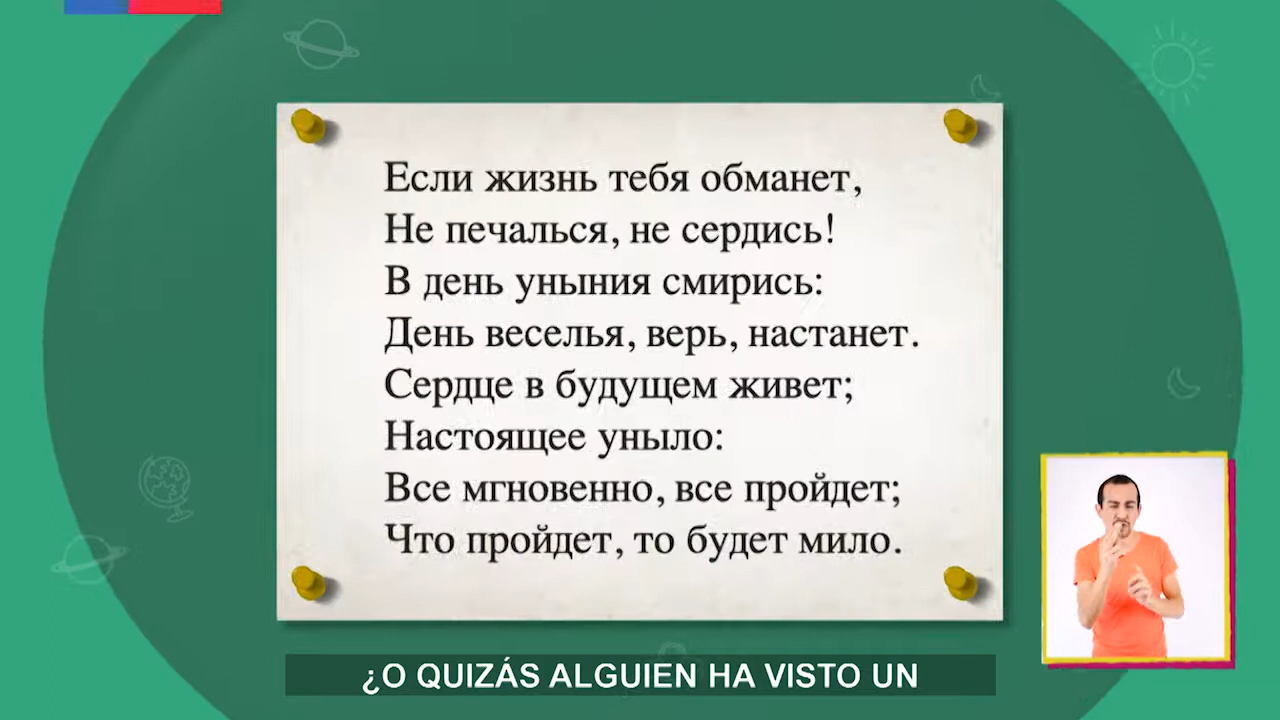 Если жизнь тебя обманет,
Не печалься, не сердись!
В день уныния смирись:
День веселья, верь, настанет.
Сердце в будущем живет;
Настоящее уныло:
Все мгновенно, все пройдет;
Что пройдет, то будет мило.
¿O QUIZÁS ALGUIEN HA VISTO UN